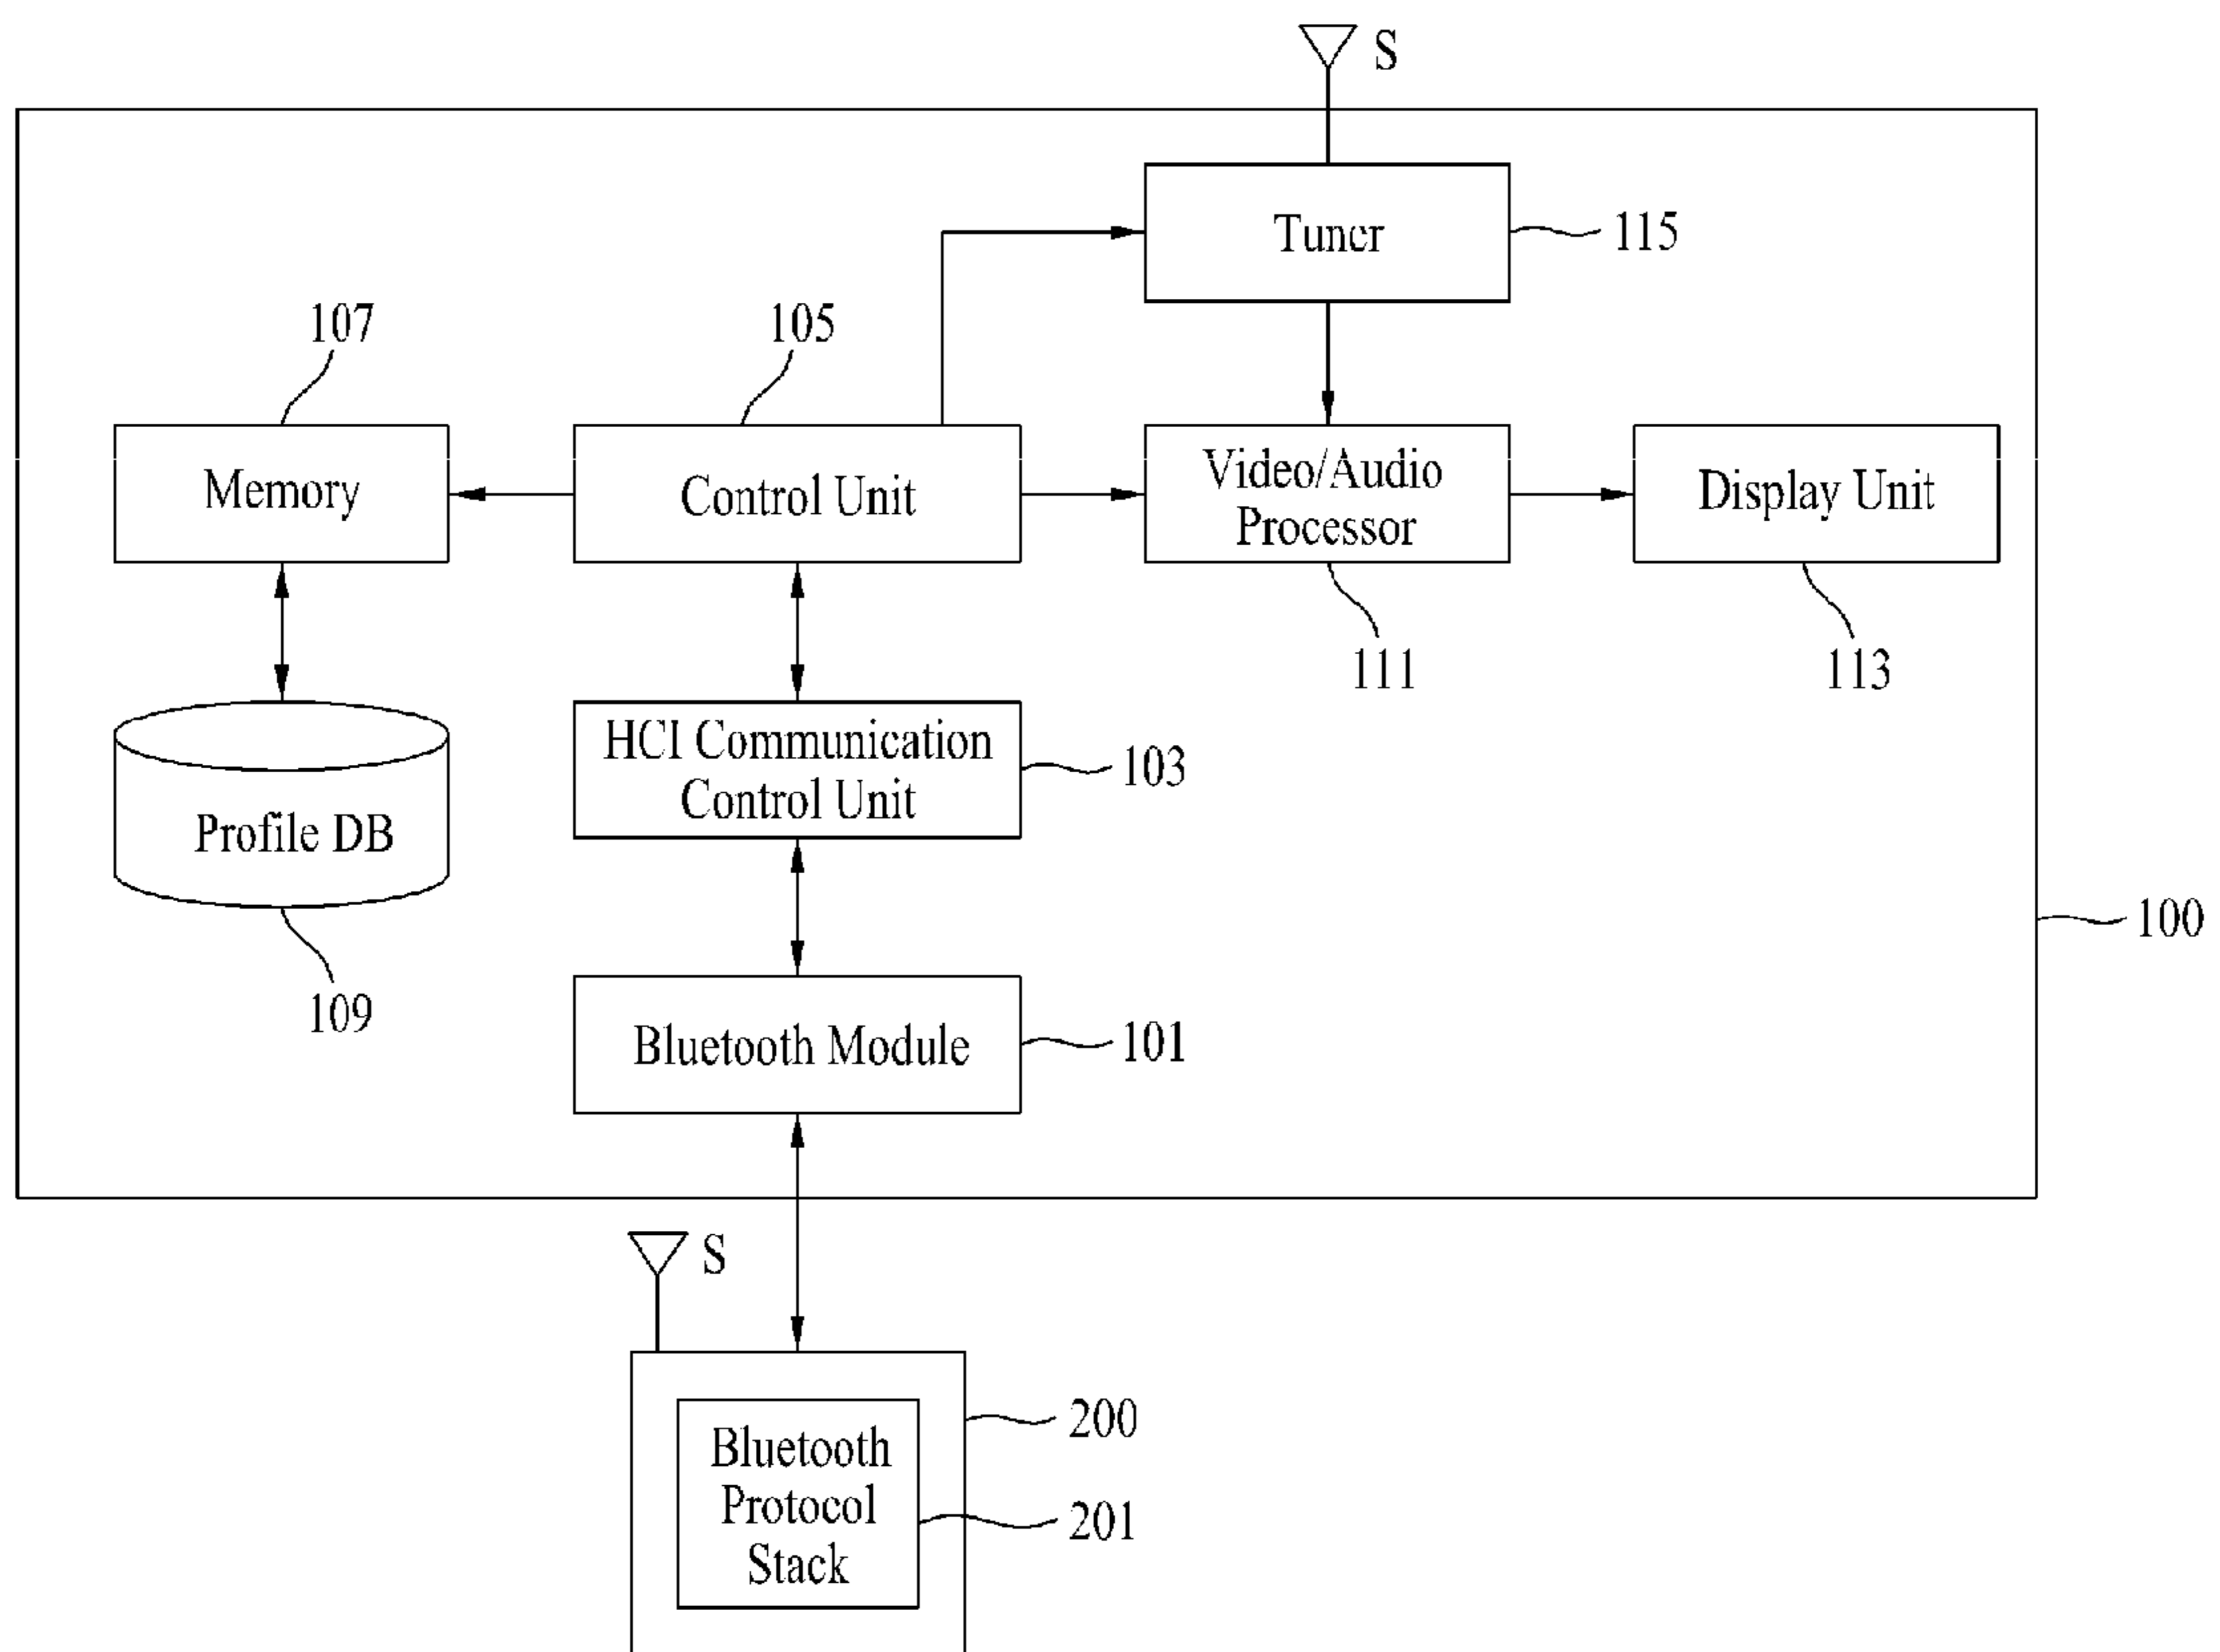 S
Tuner
115
107
105
Memory
Control Unit
Video/Audio
Processor
Display Unit
111
113
HCI Communication
Control Unit
103
Profile DB
100
109
Bluetooth Module
101
S
200
Bluetooth
Protocol
Stack
201